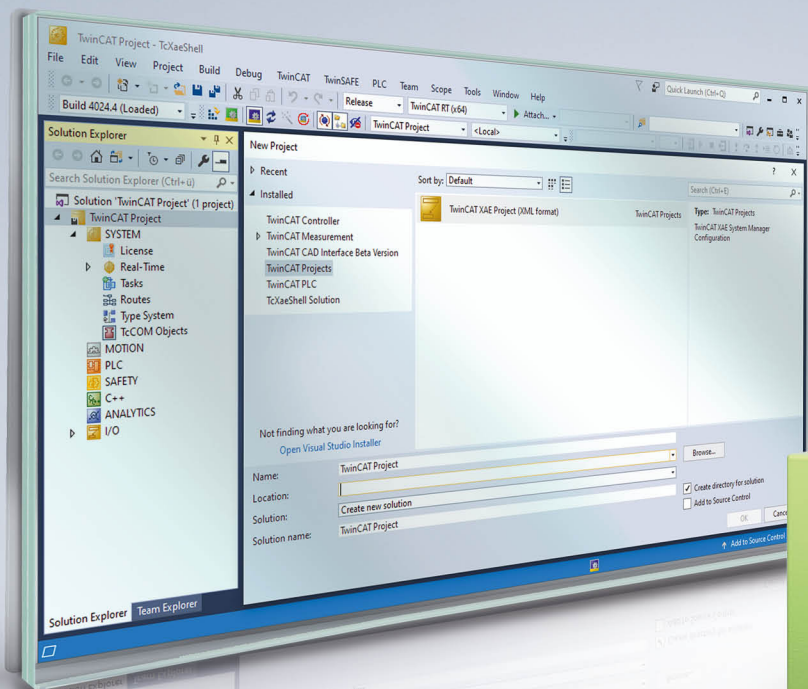 TwinCAT Project - TcXaeShell
File Edit View Project Build Debug TwinCAT TwinSAFE PLC Team Scope Tools Window Help
Quick Launch (Ctrl+Q)
Release TwinCAT RT (x64) Attach...
Build 4024.4 (Loaded) TwinCAT Project <Local>
Solution Explorer
Search Solution Explorer (Ctrl+ü)
Solution 'TwinCAT Project' (1 project)
TwinCAT Project
SYSTEM
License
Real-Time
Tasks
Routes
Type System
TcCOM Objects
MOTION
PLC
SAFETY
C++
ANALYTICS
I/O
Solution Explorer Team Explorer
New Project
? X
Recent
Installed
TwinCAT Controller
TwinCAT Measurement
TwinCAT CAD Interface Beta Version
TwinCAT Projects
TwinCAT PLC
TcXaeShell Solution
Not finding what you are looking for?
Open Visual Studio Installer
Sort by: Default
TwinCAT XAE Project (XML format) TwinCAT Projects
Search (Ctrl+E)
Type: TwinCAT Projects
TwinCAT XAE System Manager
Configuration
Name: TwinCAT Project
Location:
Browse...
Solution: Create new solution
Solution name: TwinCAT Project
Create directory for solution
Add to Source Control
OK
Add to Source Control